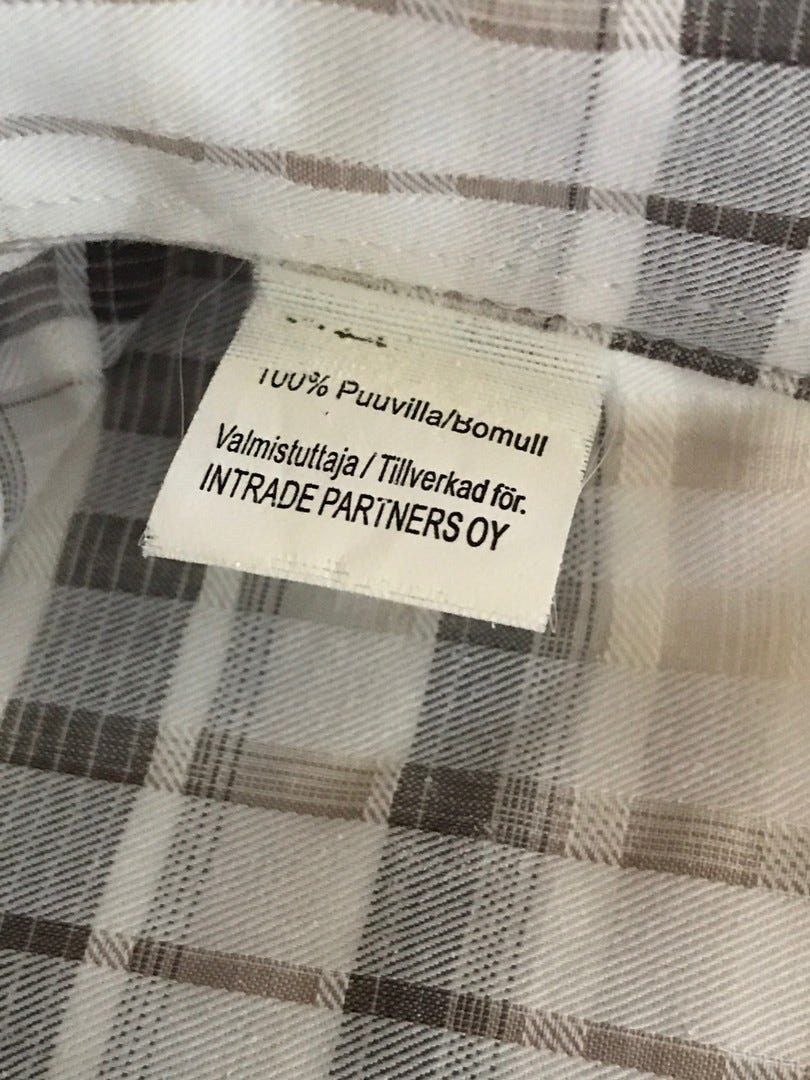 100% Puuvilla/Bomull
Valmistuttaja / Tillverkad för.
INTRADE PARTNERS OY